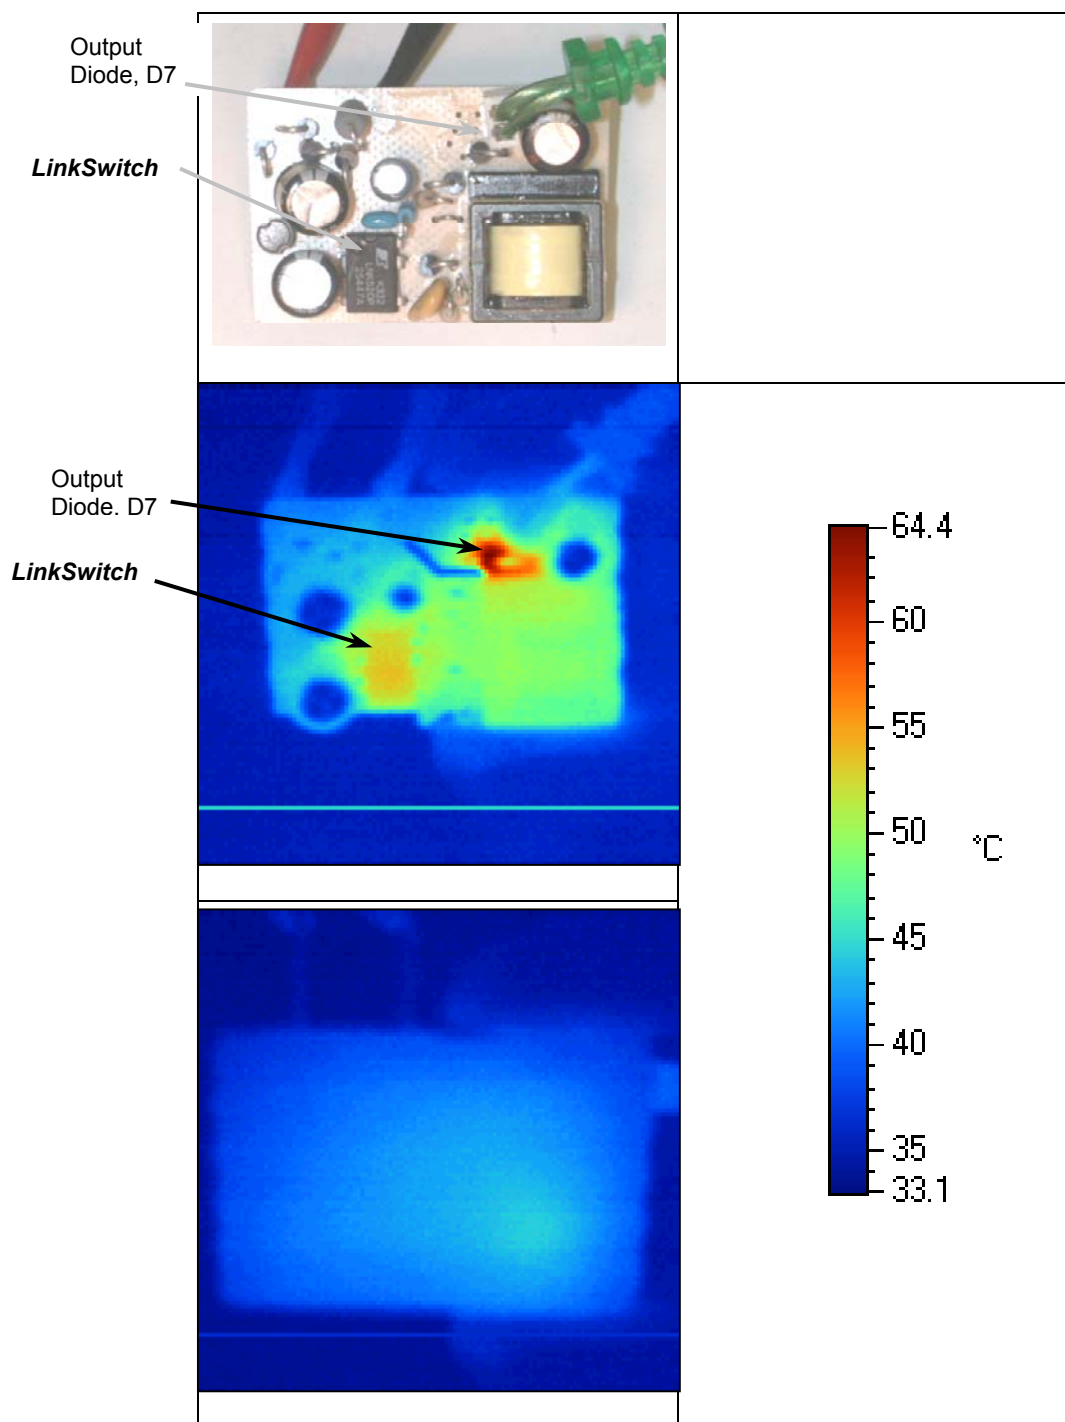 Output
Diode, D7
LinkSwitch
Output
Diode. D7
LinkSwitch
64.4
60
55
50
°C
45
40
35
33.1